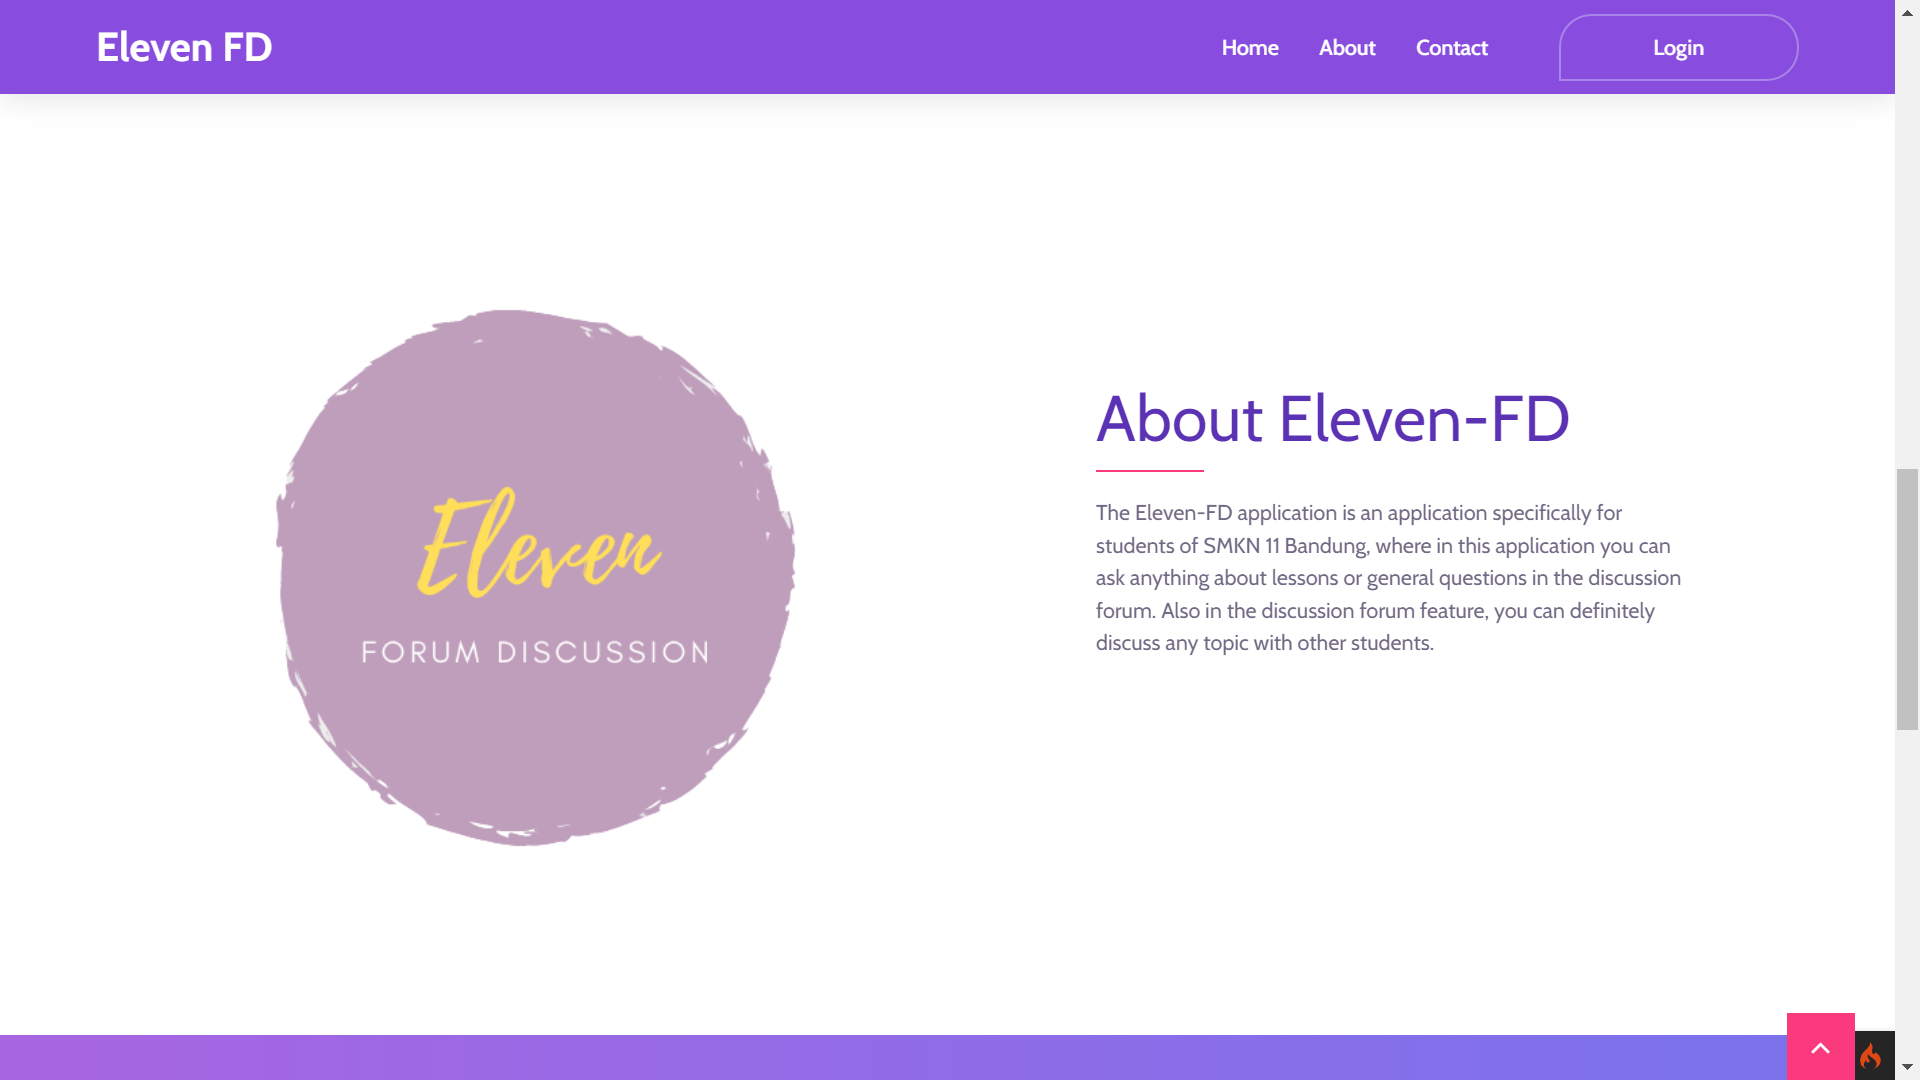 Eleven FD
Home
About
Contact
Login
Eleven
FORUM DISCUSSION
About Eleven-FD
The Eleven-FD application is an application specifically for
students of SMKN 11 Bandung, where in this application you can
ask anything about lessons or general questions in the discussion
forum. Also in the discussion forum feature, you can definitely
discuss any topic with other students.